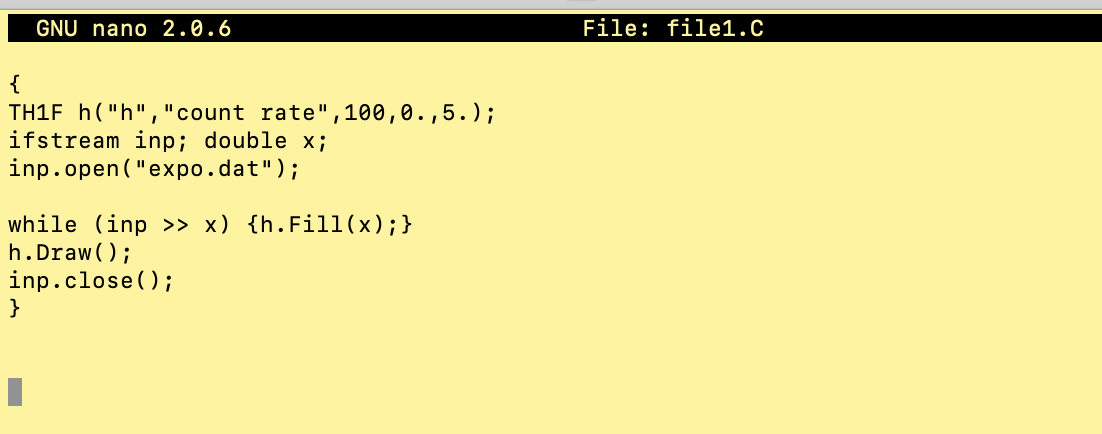 GNU nano 2.0.6 File: file1.C
{
TH1F h("h","count rate",100,0.,5.);
ifstream inp; double x;
inp.open("expo.dat");
while (inp >> x) {h.Fill(x);}
h.Draw();
inp.close();
}